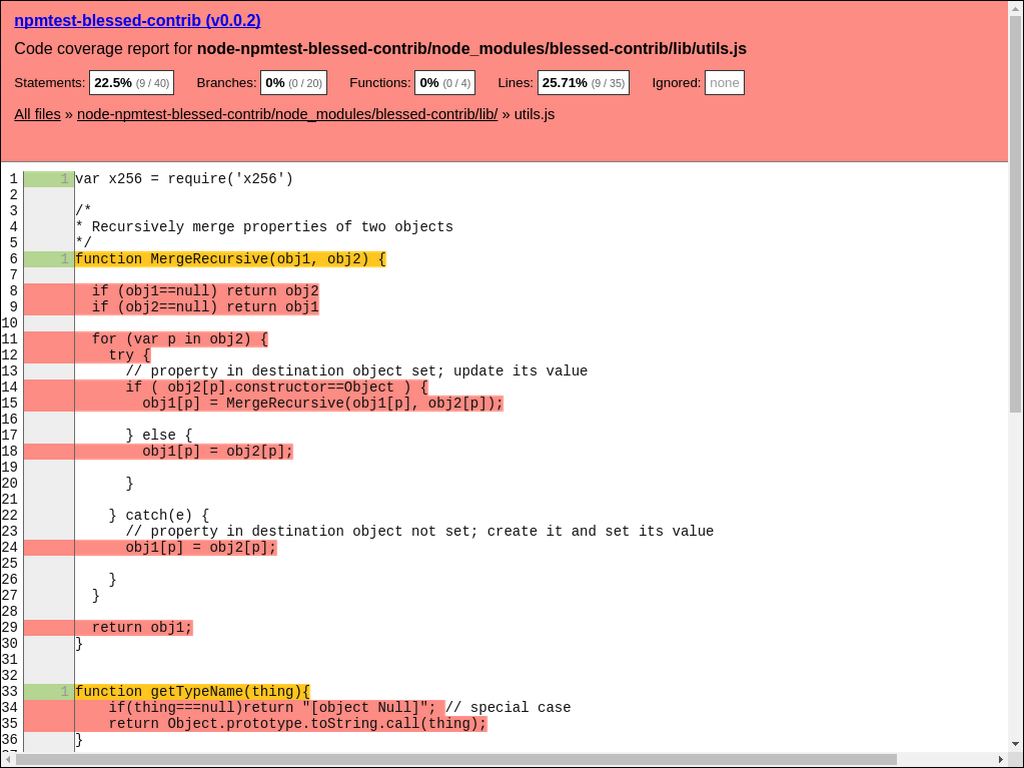 npmtest-blessed-contrib (v0.0.2)
Code coverage report for node-npmtest-blessed-contrib/node_modules/blessed-contrib/lib/utils.js
Statements: 22.5% (9 / 40) Branches: 0% (0 / 20) Functions: 0% (0 / 4) Lines: 25.71% (9 / 35) Ignored: none
All files » node-npmtest-blessed-contrib/node_modules/blessed-contrib/lib/ » utils.js
1 1 var x256 = require('x256')
2
3 /*
4 * Recursively merge properties of two objects
5 */
6 1 function MergeRecursive(obj1, obj2) {
7
8 if (obj1==null) return obj2
9 if (obj2==null) return obj1
10
11 for (var p in obj2) {
12 try {
13 // property in destination object set; update its value
14 if ( obj2[p].constructor==Object ) {
15 obj1[p] = MergeRecursive(obj1[p], obj2[p]);
16
17 } else {
18 obj1[p] = obj2[p];
19
20 }
21
22 } catch(e) {
23 // property in destination object not set; create it and set its value
24 obj1[p] = obj2[p];
25
26 }
27 }
28
29 return obj1;
30 }
31
32
33 1 function getTypeName(thing){
34 if(thing===null)return "[object Null]"; // special case
35 return Object.prototype.toString.call(thing);
36 }